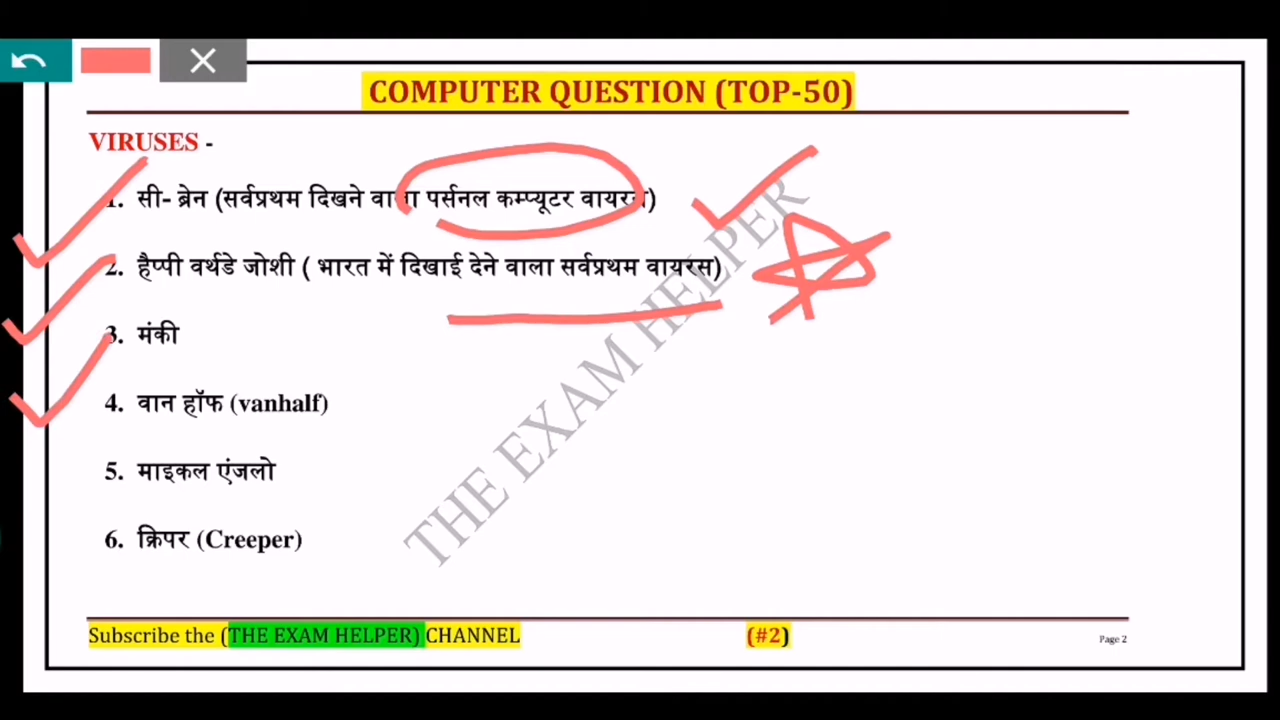 COMPUTER QUESTION (TOP-50)
VIRUSES -
1. सी- ब्रेन (सर्वप्रथम दिखने वाला पर्सनल कम्प्यूटर वायरस)
2. हैप्पी बर्थडे जोशी ( भारत में दिखाई देने वाला सर्वप्रथम वायरस)
3. मंकी
4. वान हॉफ (vanhalf)
5. माइकल एंजलो
6. क्रिपर (Creeper)
THE EXAM HELPER
Subscribe the (THE EXAM HELPER) CHANNEL (#2) Page 2